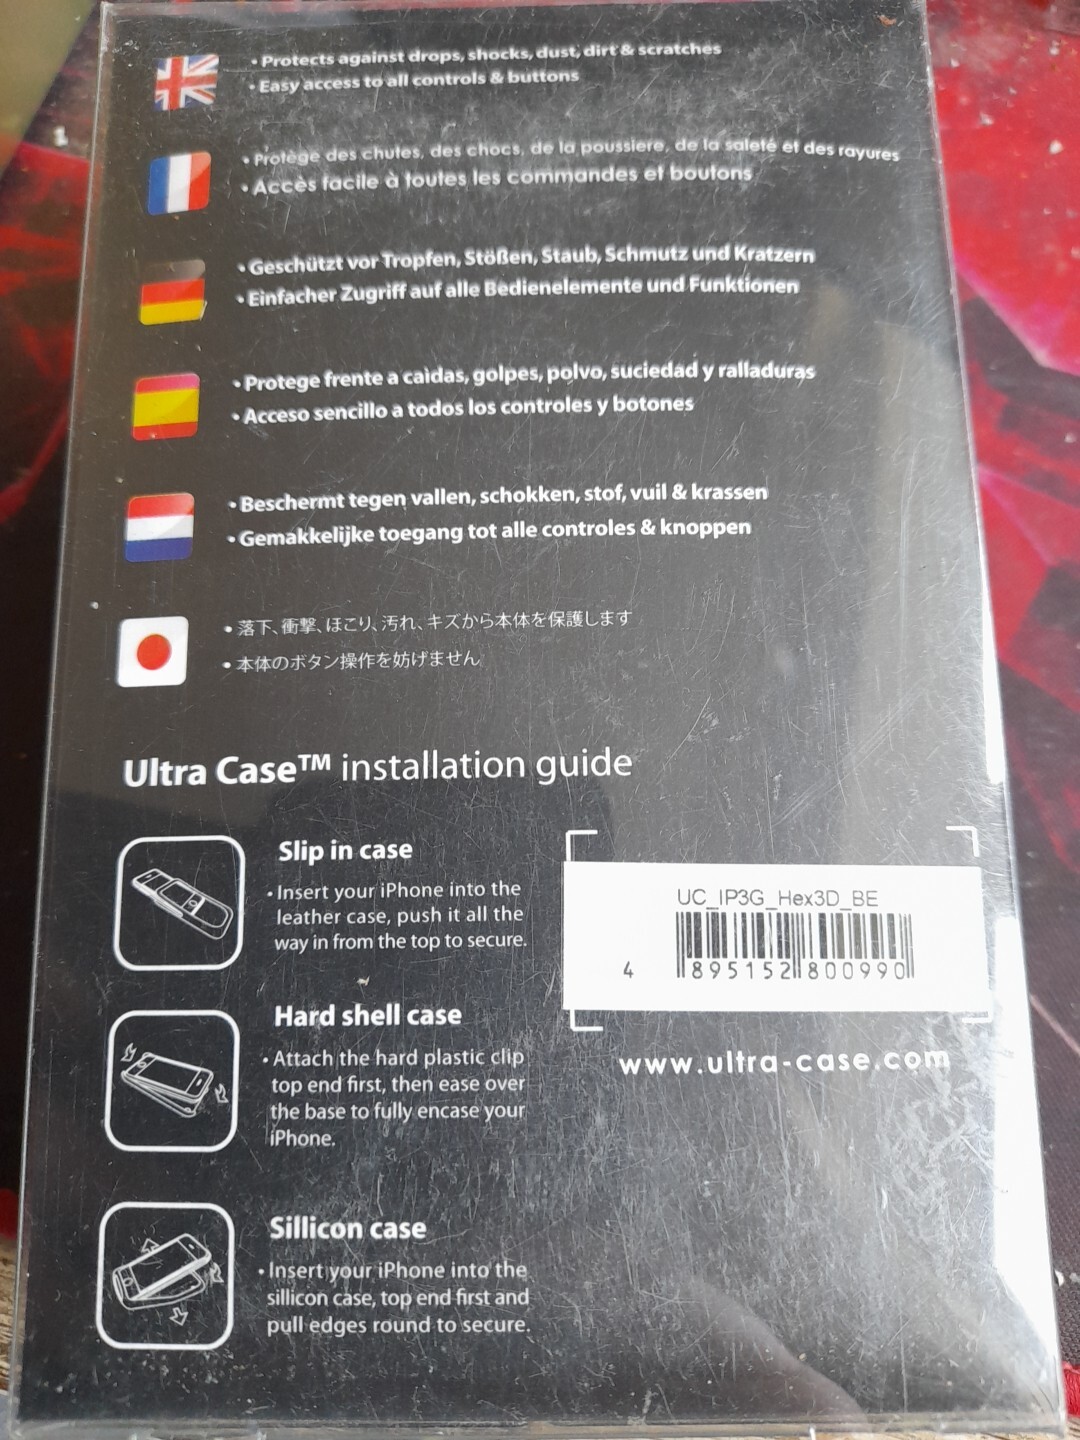 • Protects against drops, shocks, dust, dirt & scratches
• Easy access to all controls & buttons
• Protège des chutes, des chocs, de la poussiere, de la saleté et des rayures
• Accès facile à toutes les commandes et boutons
• Geschützt vor Tropfen, Stößen, Staub, Schmutz und Kratzern
• Einfacher Zugriff auf alle Bedienelemente und Funktionen
• Protege frente a caìdas, golpes, polvo, suciedad y ralladuras
• Acceso sencillo a todos los controles y botones
• Beschermt tegen vallen, schokken, stof, vuil & krassen
• Gemakkelijke toegang tot alle controles & knoppen
• 落下、衝撃、ほこり、汚れ、キズから本体を保護します
• 本体のボタン操作を妨げません
Ultra Case™ installation guide
Slip in case
• Insert your iPhone into the
leather case, push it all the
way in from the top to secure.
Hard shell case
• Attach the hard plastic clip
top end first, then ease over
the base to fully encase your
iPhone.
Sillicon case
• Insert your iPhone into the
sillicon case, top end first and
pull edges round to secure.
UC_IP3G_Hex3D_BE
4 895152 800990
www.ultra-case.com